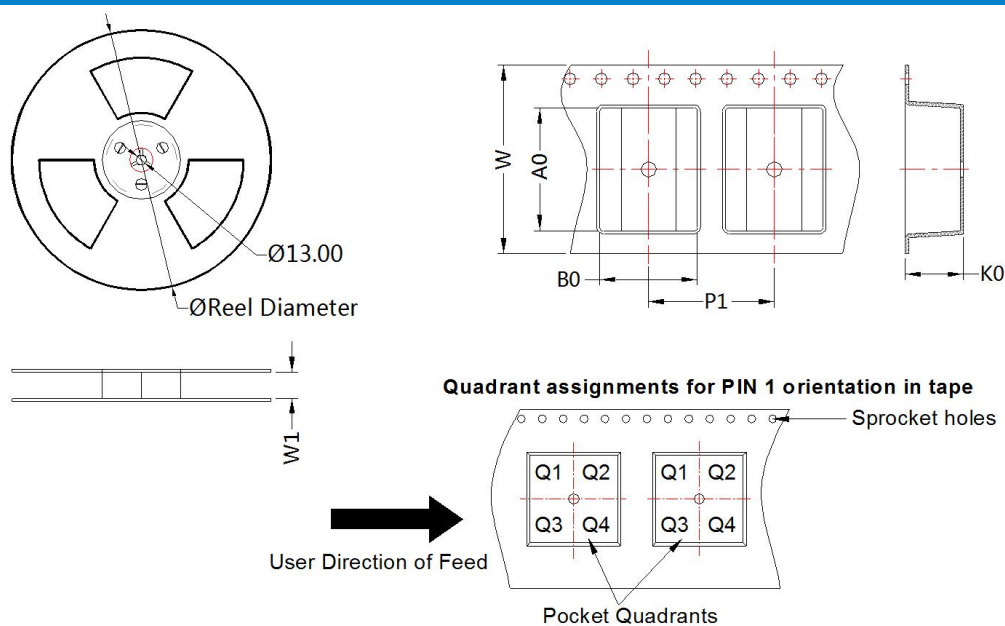 Ø13.00
ØReel Diameter
W1
W
A0
B0
P1
K0
Quadrant assignments for PIN 1 orientation in tape
Sprocket holes
Q1 Q2 Q1 Q2
Q3 Q4 Q3 Q4
User Direction of Feed
Pocket Quadrants